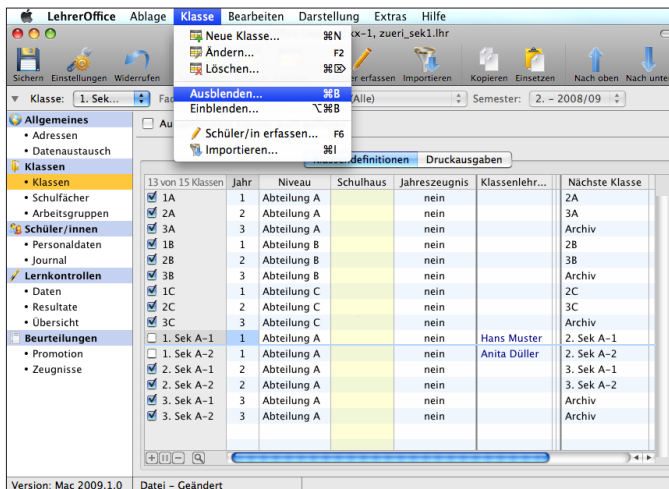 LehrerOffice Ablage Klasse Bearbeiten Darstellung Extras Hilfe
xx-1, zueri_sek1.lhr
Neue Klasse... ⌘N
Ändern... F2
Löschen... ⌘⌦
Ausblenden... ⌘B
Einblenden... ⌥⌘B
Schüler/in erfassen... F6
Importieren... ⌘I
Sichern Einstellungen Widerrufen er erfassen Importieren Kopieren Einsetzen Nach oben Nach unte
Klasse: 1. Sek... Fa (Alle) Semester: 2. – 2008/09
Allgemeines
• Adressen
• Datenaustausch
Klassen
• Klassen
• Schulfächer
• Arbeitsgruppen
Schüler/innen
• Personaldaten
• Journal
Lernkontrollen
• Daten
• Resultate
• Übersicht
Beurteilungen
• Promotion
• Zeugnisse
Au
Klassendefinitionen Druckausgaben
13 von 15 Klassen Jahr Niveau Schulhaus Jahreszeugnis Klassenlehr... Nächste Klasse
1A 1 Abteilung A nein 2A
2A 2 Abteilung A nein 3A
3A 3 Abteilung A nein Archiv
1B 1 Abteilung B nein 2B
2B 2 Abteilung B nein 3B
3B 3 Abteilung B nein Archiv
1C 1 Abteilung C nein 2C
2C 2 Abteilung C nein 3C
3C 3 Abteilung C nein Archiv
1. Sek A-1 1 Abteilung A nein Hans Muster 2. Sek A-1
1. Sek A-2 1 Abteilung A nein Anita Düller 2. Sek A-2
2. Sek A-1 2 Abteilung A nein 3. Sek A-1
2. Sek A-2 2 Abteilung A nein 3. Sek A-2
3. Sek A-1 3 Abteilung A nein Archiv
3. Sek A-2 3 Abteilung A nein Archiv
Version: Mac 2009.1.0 Datei – Geändert